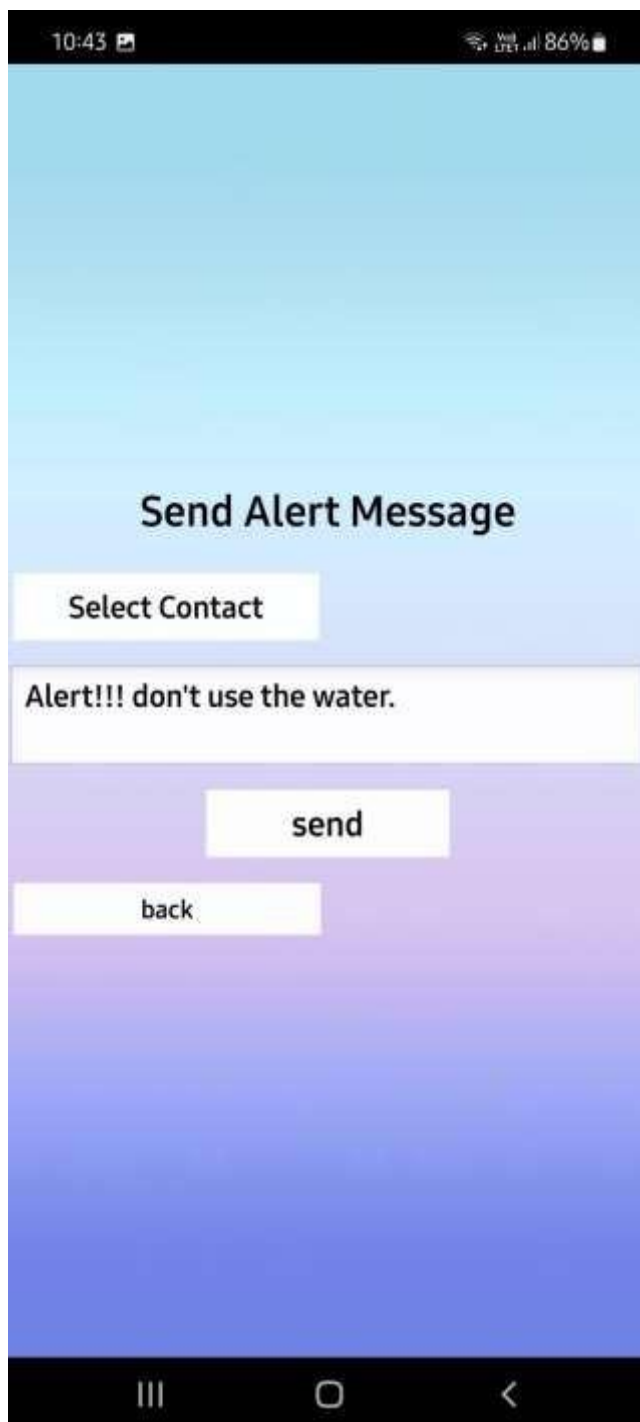 10:43 86%
Send Alert Message
Select Contact
Alert!!! don't use the water.
send
back